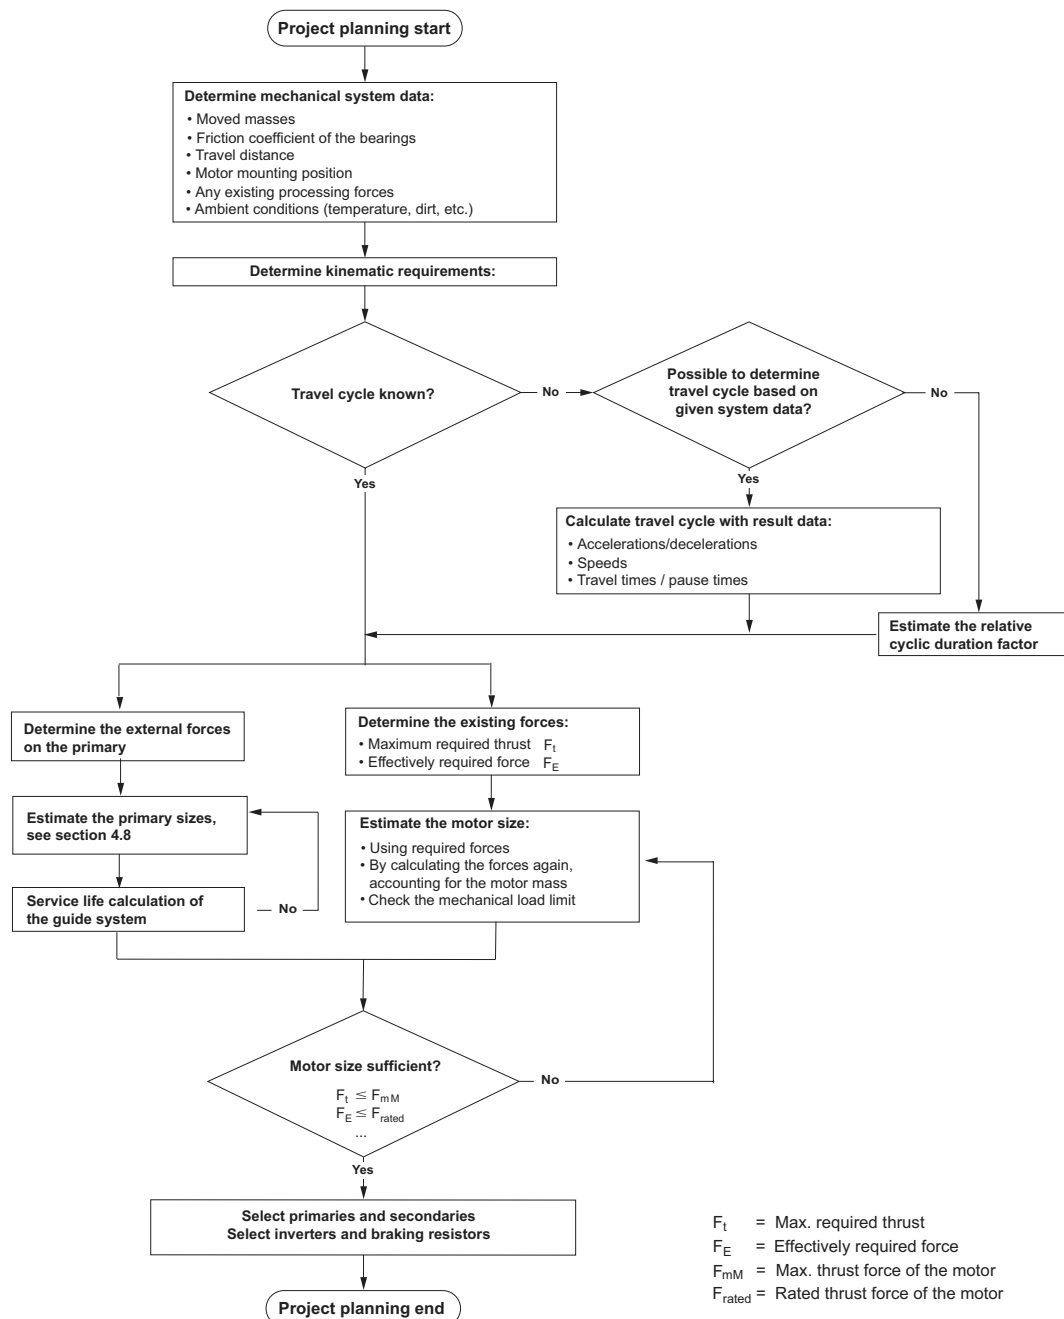 Project planning start
Determine mechanical system data:
• Moved masses
• Friction coefficient of the bearings
• Travel distance
• Motor mounting position
• Any existing processing forces
• Ambient conditions (temperature, dirt, etc.)
Determine kinematic requirements:
Travel cycle known?
No
Possible to determine
travel cycle based on
given system data?
No
Yes
Yes
Calculate travel cycle with result data:
• Accelerations/decelerations
• Speeds
• Travel times / pause times
Estimate the relative
cyclic duration factor
Determine the external forces
on the primary
Determine the existing forces:
• Maximum required thrust Ft
• Effectively required force FE
Estimate the primary sizes,
see section 4.8
Estimate the motor size:
• Using required forces
• By calculating the forces again,
accounting for the motor mass
• Check the mechanical load limit
Service life calculation of
the guide system
No
Motor size sufficient?
Ft ≤ FmM
FE ≤ Frated
...
No
Yes
Select primaries and secondaries
Select inverters and braking resistors
Project planning end
Ft = Max. required thrust
FE = Effectively required force
FmM = Max. thrust force of the motor
Frated = Rated thrust force of the motor